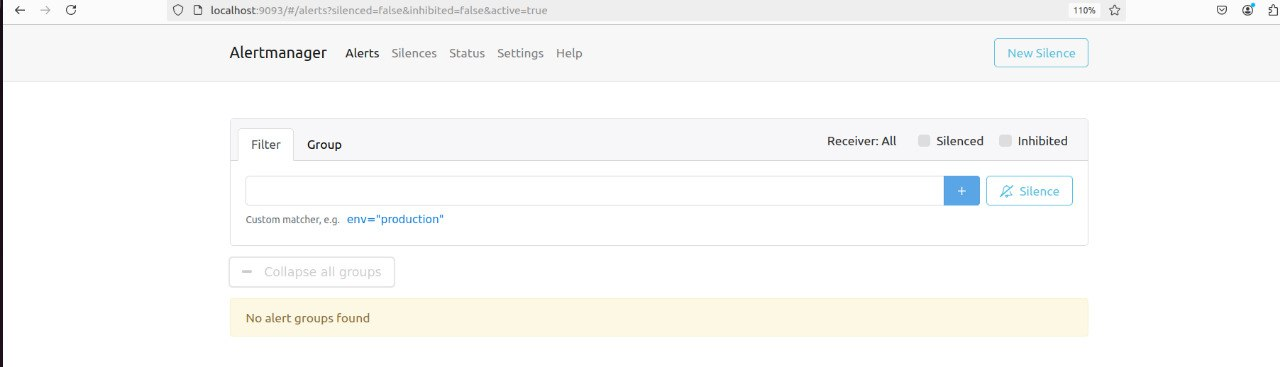 localhost:9093/#/alerts?silenced=false&inhibited=false&active=true 110%
Alertmanager Alerts Silences Status Settings Help New Silence
Filter Group Receiver: All Silenced Inhibited
+ Silence
Custom matcher, e.g. env="production"
Collapse all groups
No alert groups found